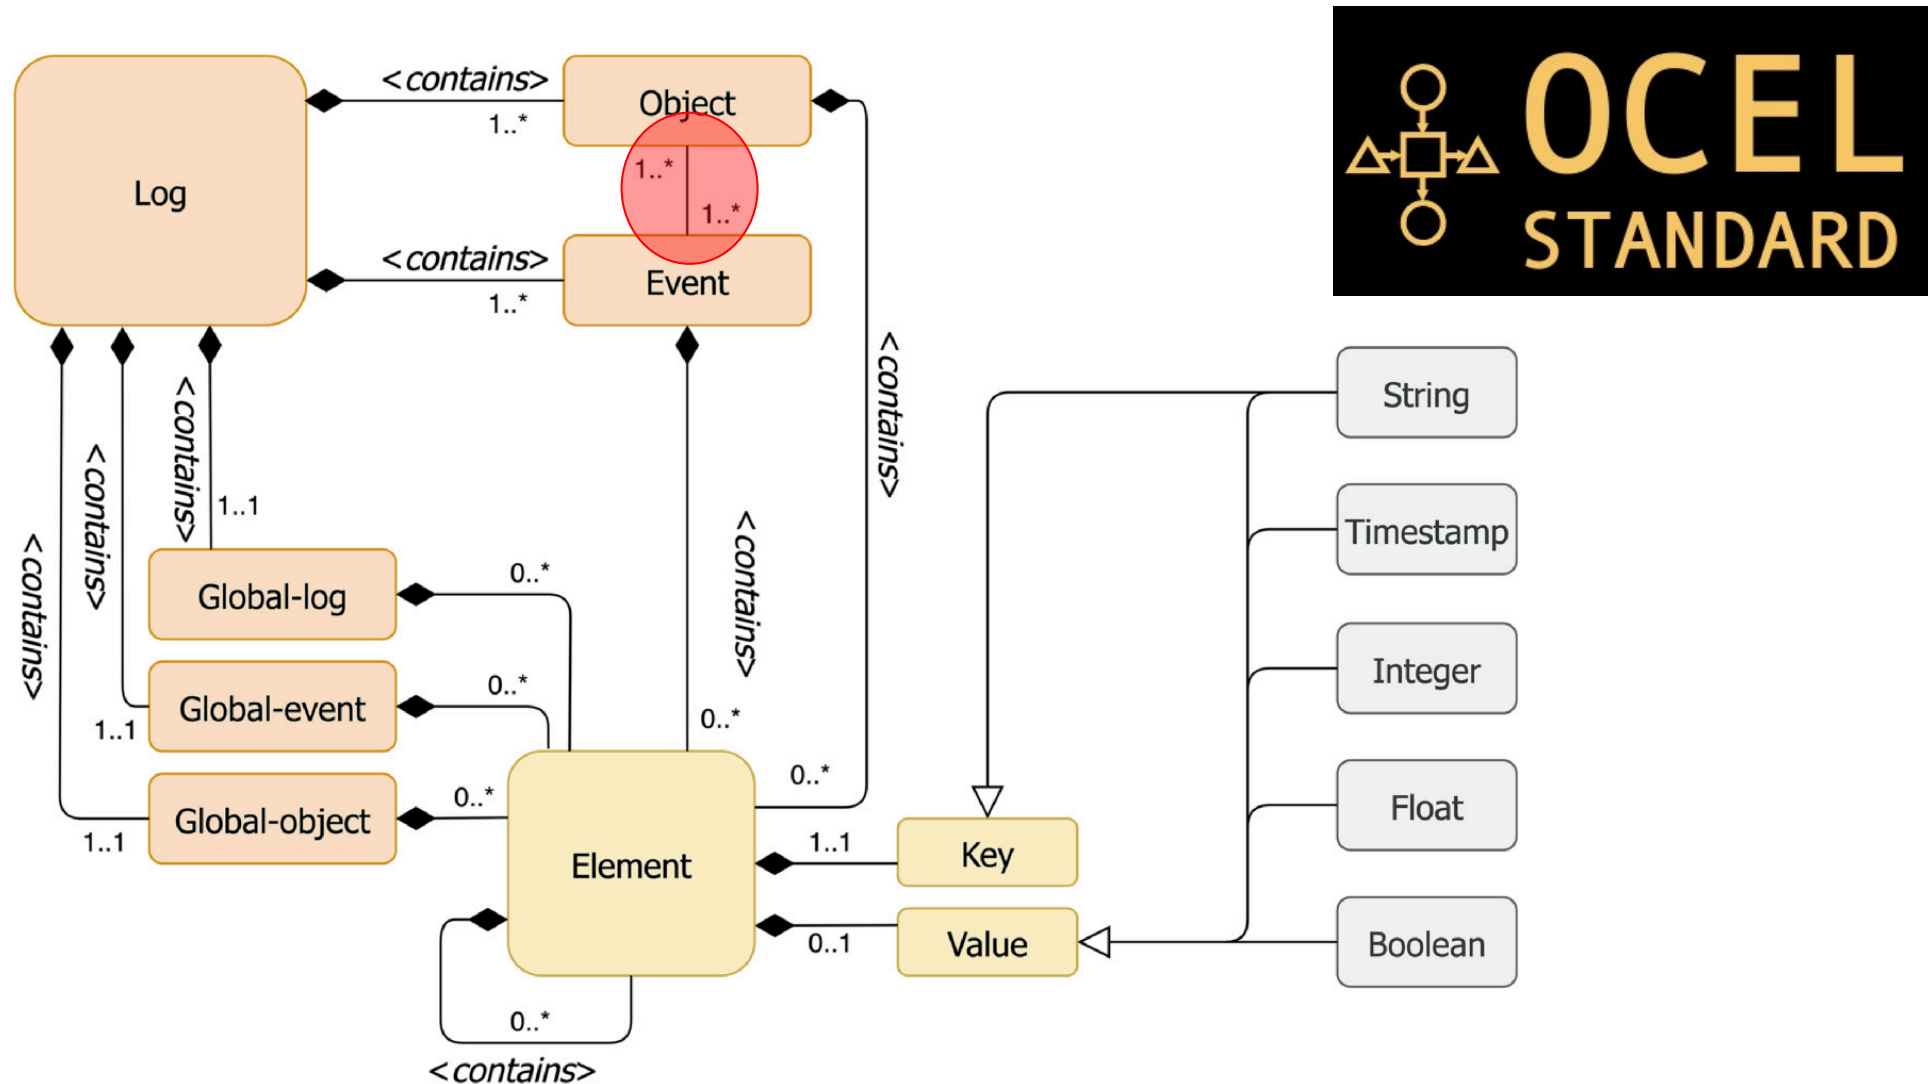 <contains>
Object
1..*
OCEL
STANDARD
Log
1..*
1..*
<contains>
Event
1..*
<contains>
<contains>
<contains>
<contains>
<contains>
1..1
Global-log
0..*
Global-event
0..*
1..1
0..*
Global-object
0..*
0..*
1..1
Element
1..1
Key
0..1
Value
0..*
<contains>
String
Timestamp
Integer
Float
Boolean